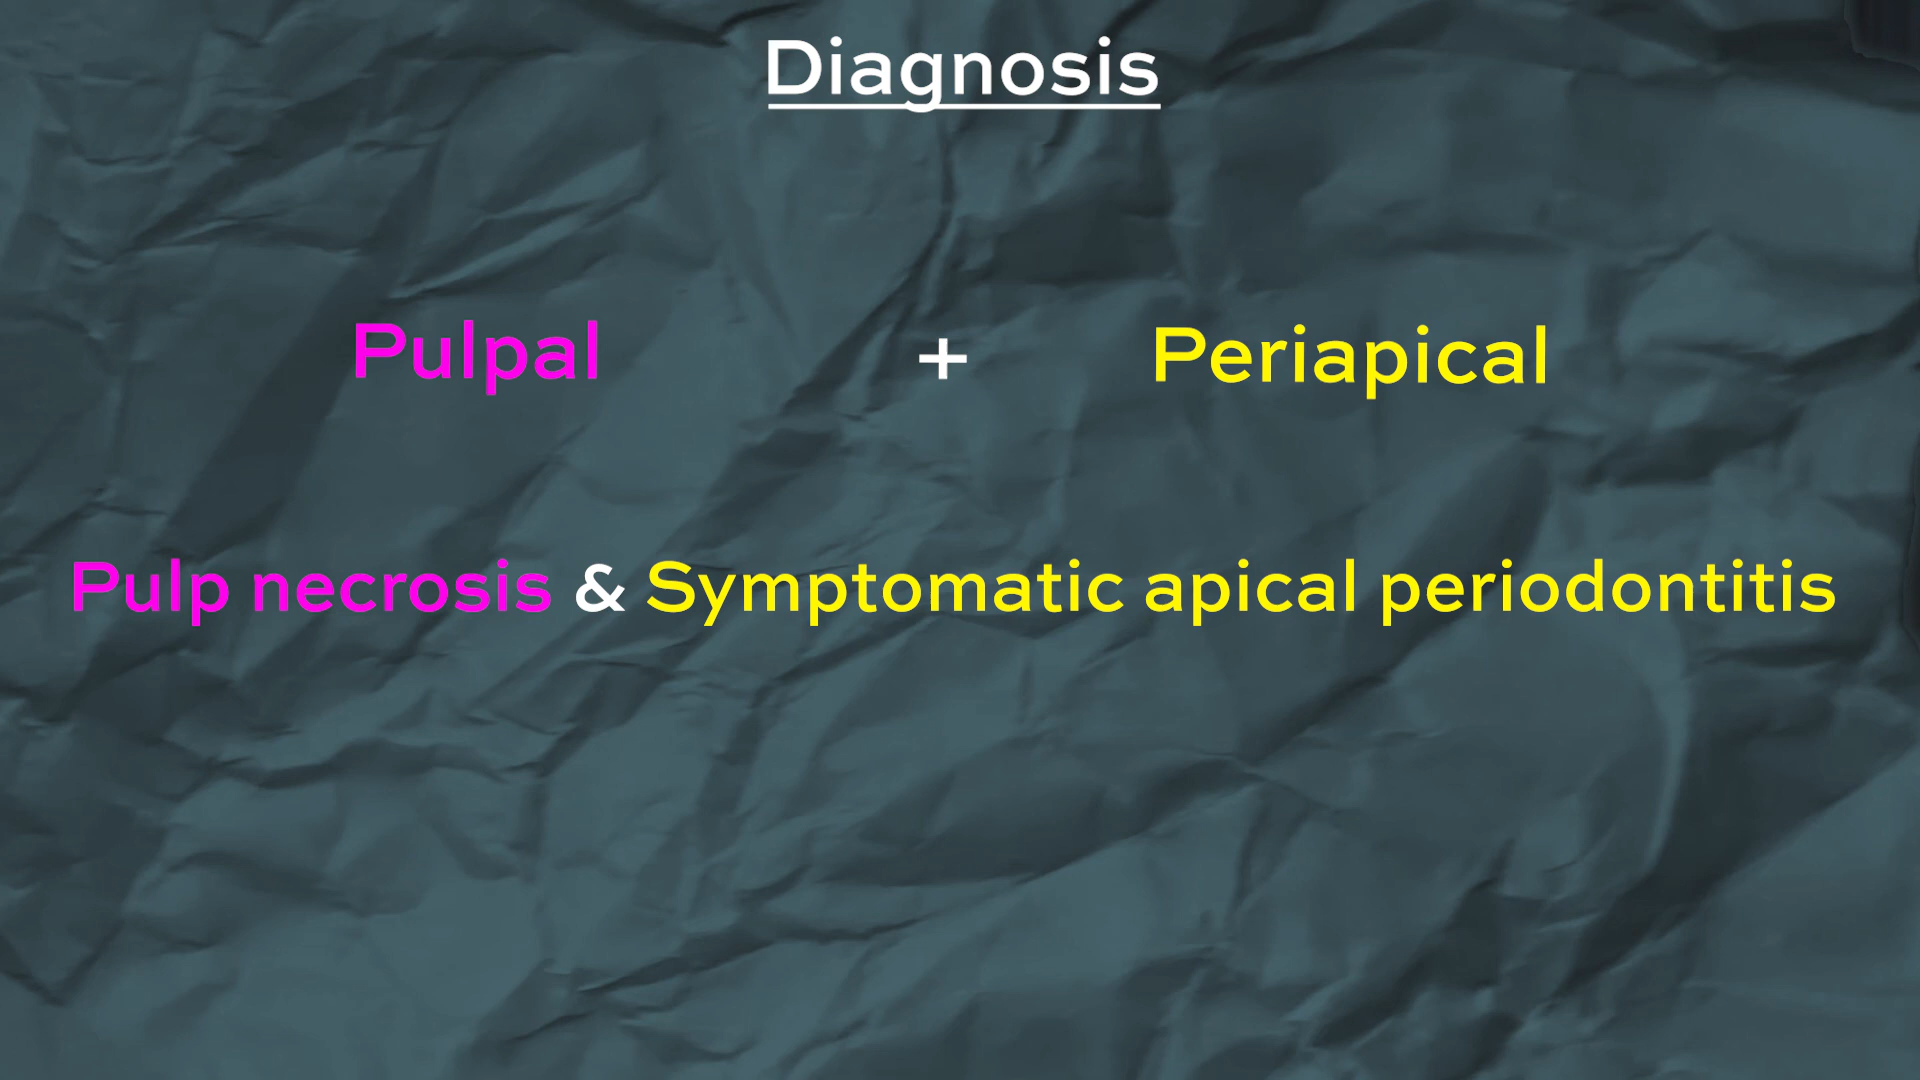 Diagnosis
Pulpal + Periapical
Pulp necrosis & Symptomatic apical periodontitis